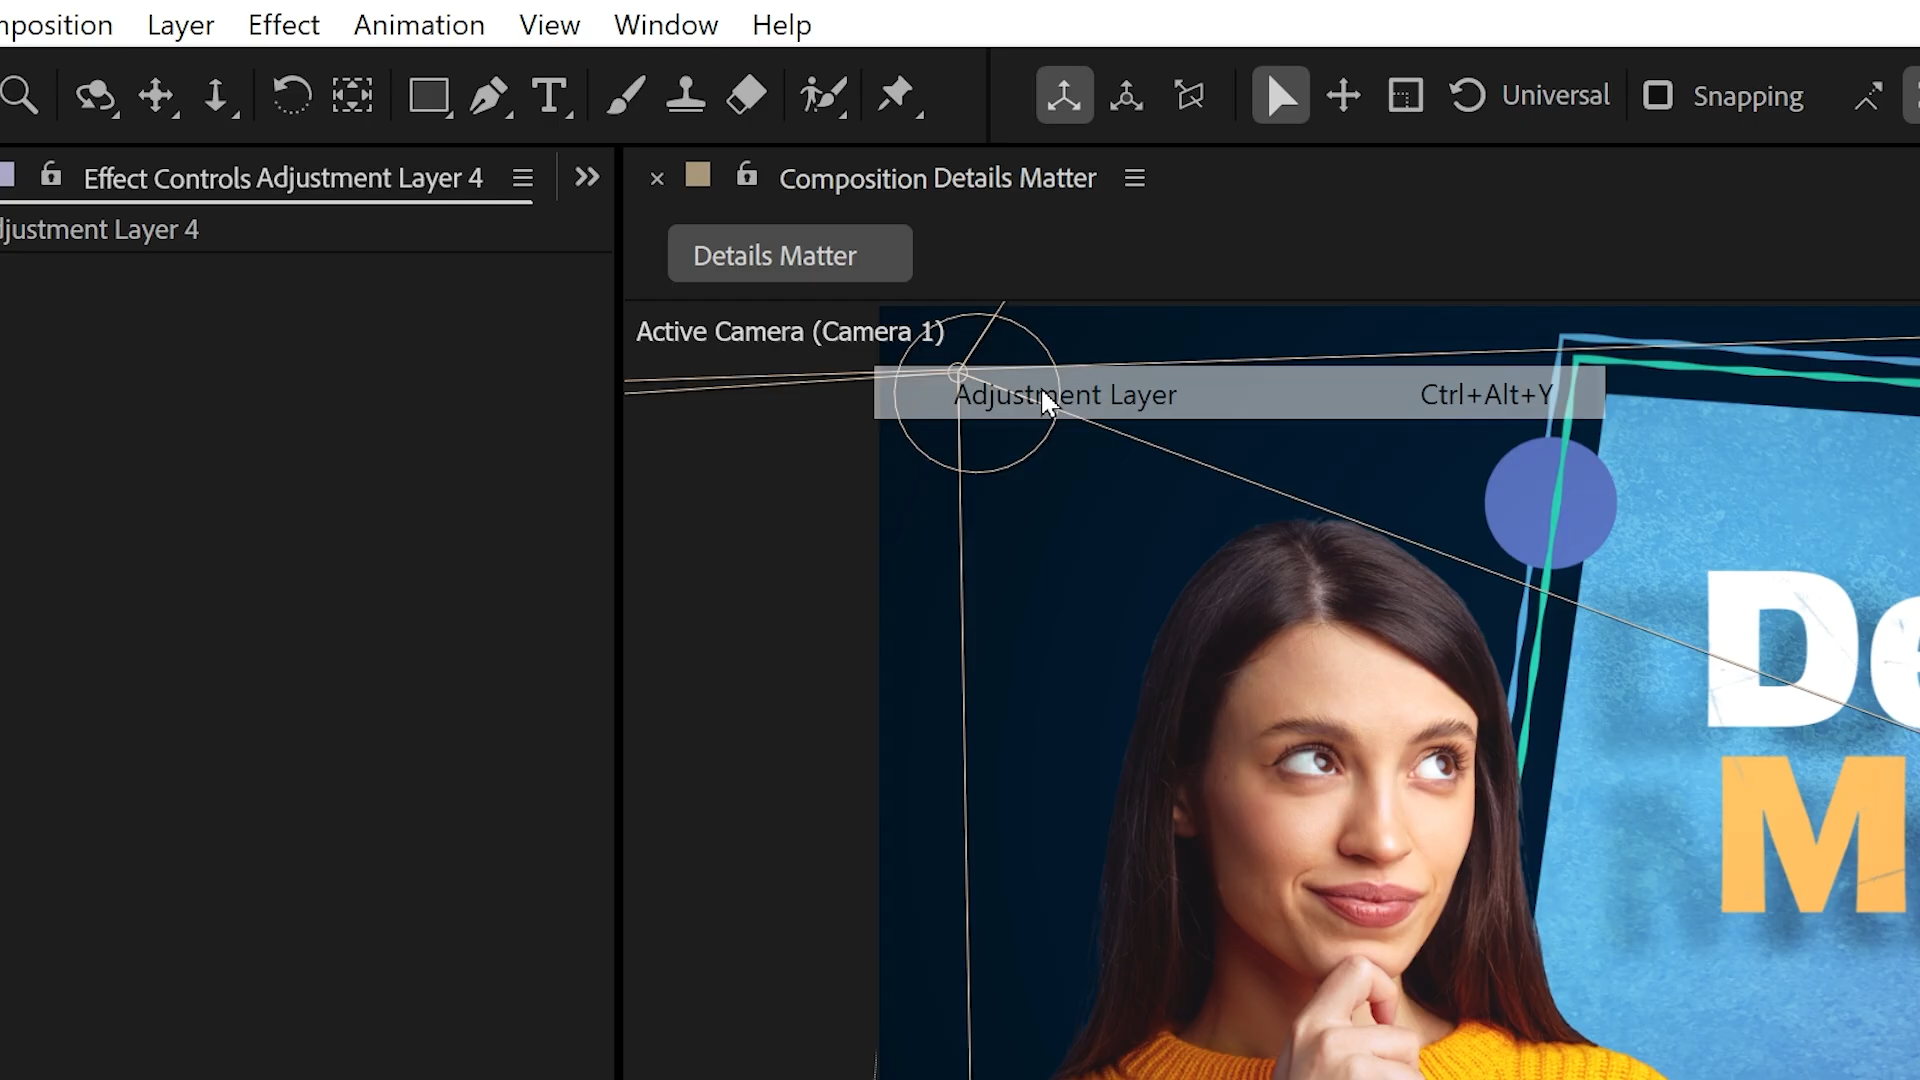 mposition Layer Effect Animation View Window Help
Universal Snapping
Effect Controls Adjustment Layer 4
djustment Layer 4
Composition Details Matter
Details Matter
Active Camera (Camera 1)
Adjustment Layer Ctrl+Alt+Y
De
M